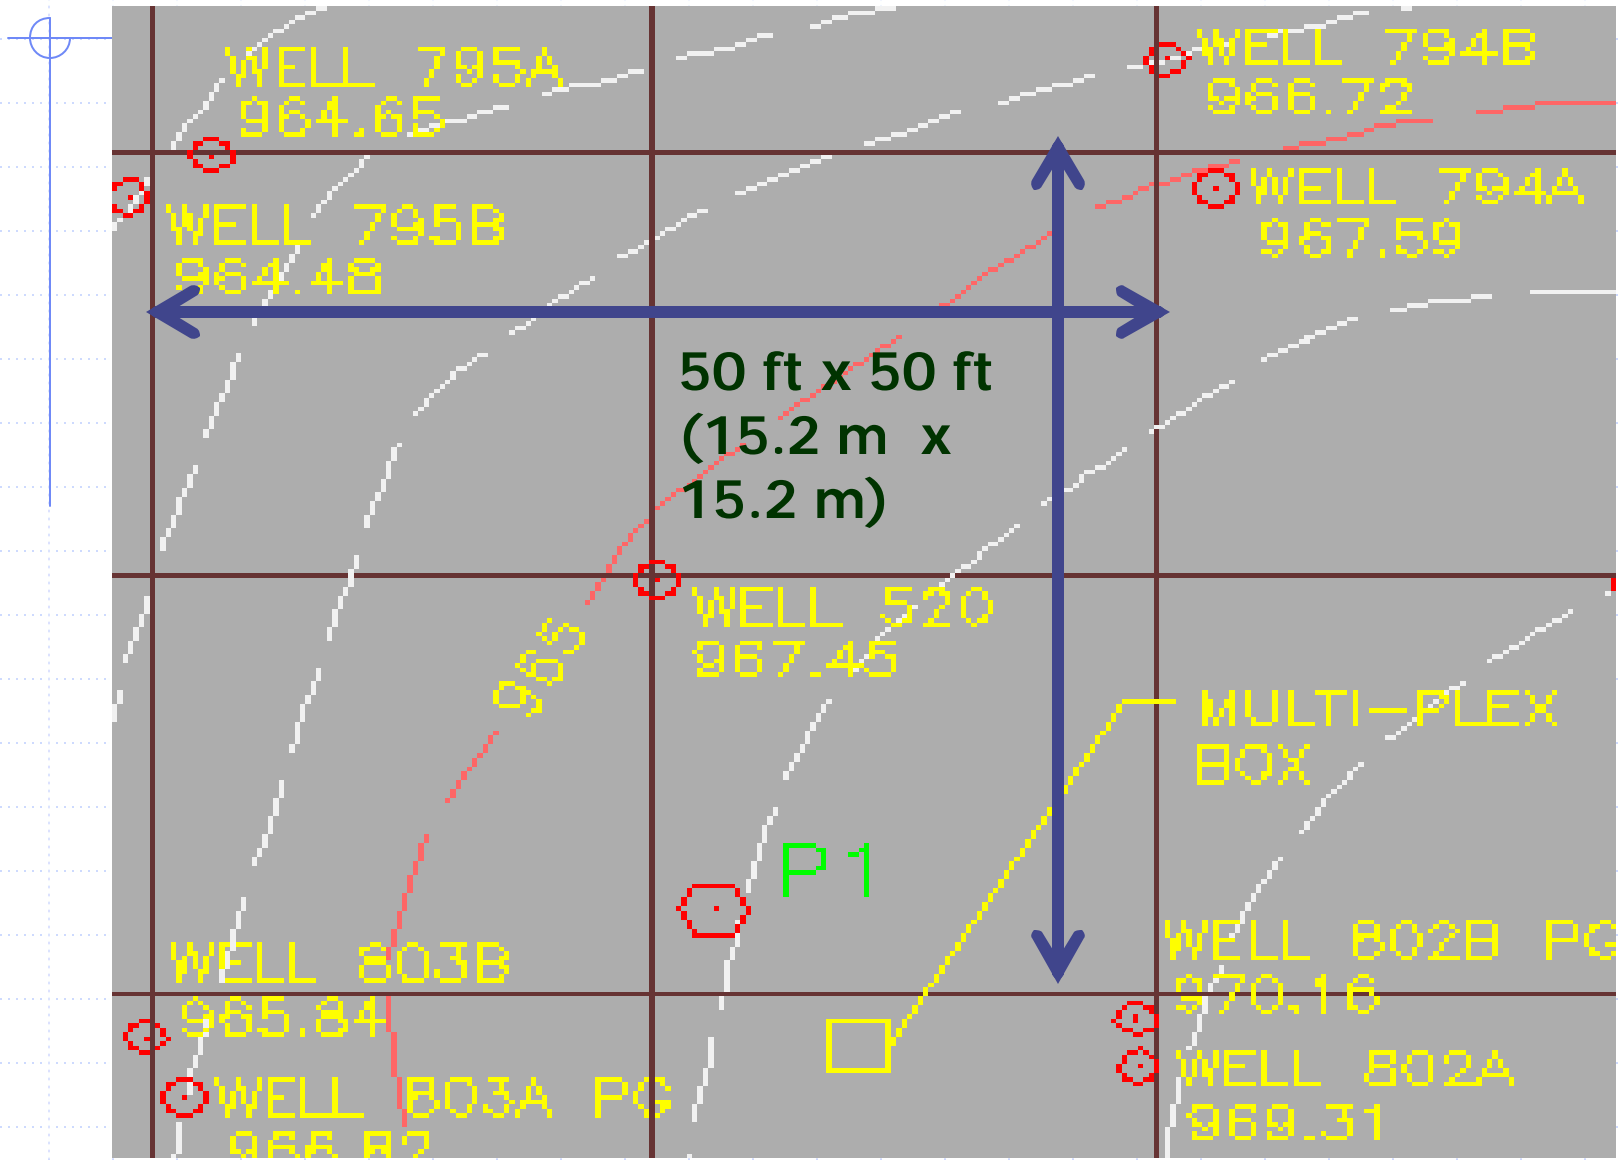 WELL 795A
964.65
WELL 794B
966.72
WELL 795B
964.48
WELL 794A
967.59
50 ft x 50 ft
(15.2 m x
15.2 m)
WELL 520
967.45
965
MULTI-PLEX
BOX
P1
WELL 803B
965.84
WELL 802B PG
970.16
WELL 803A PG
966.82
WELL 802A
969.31